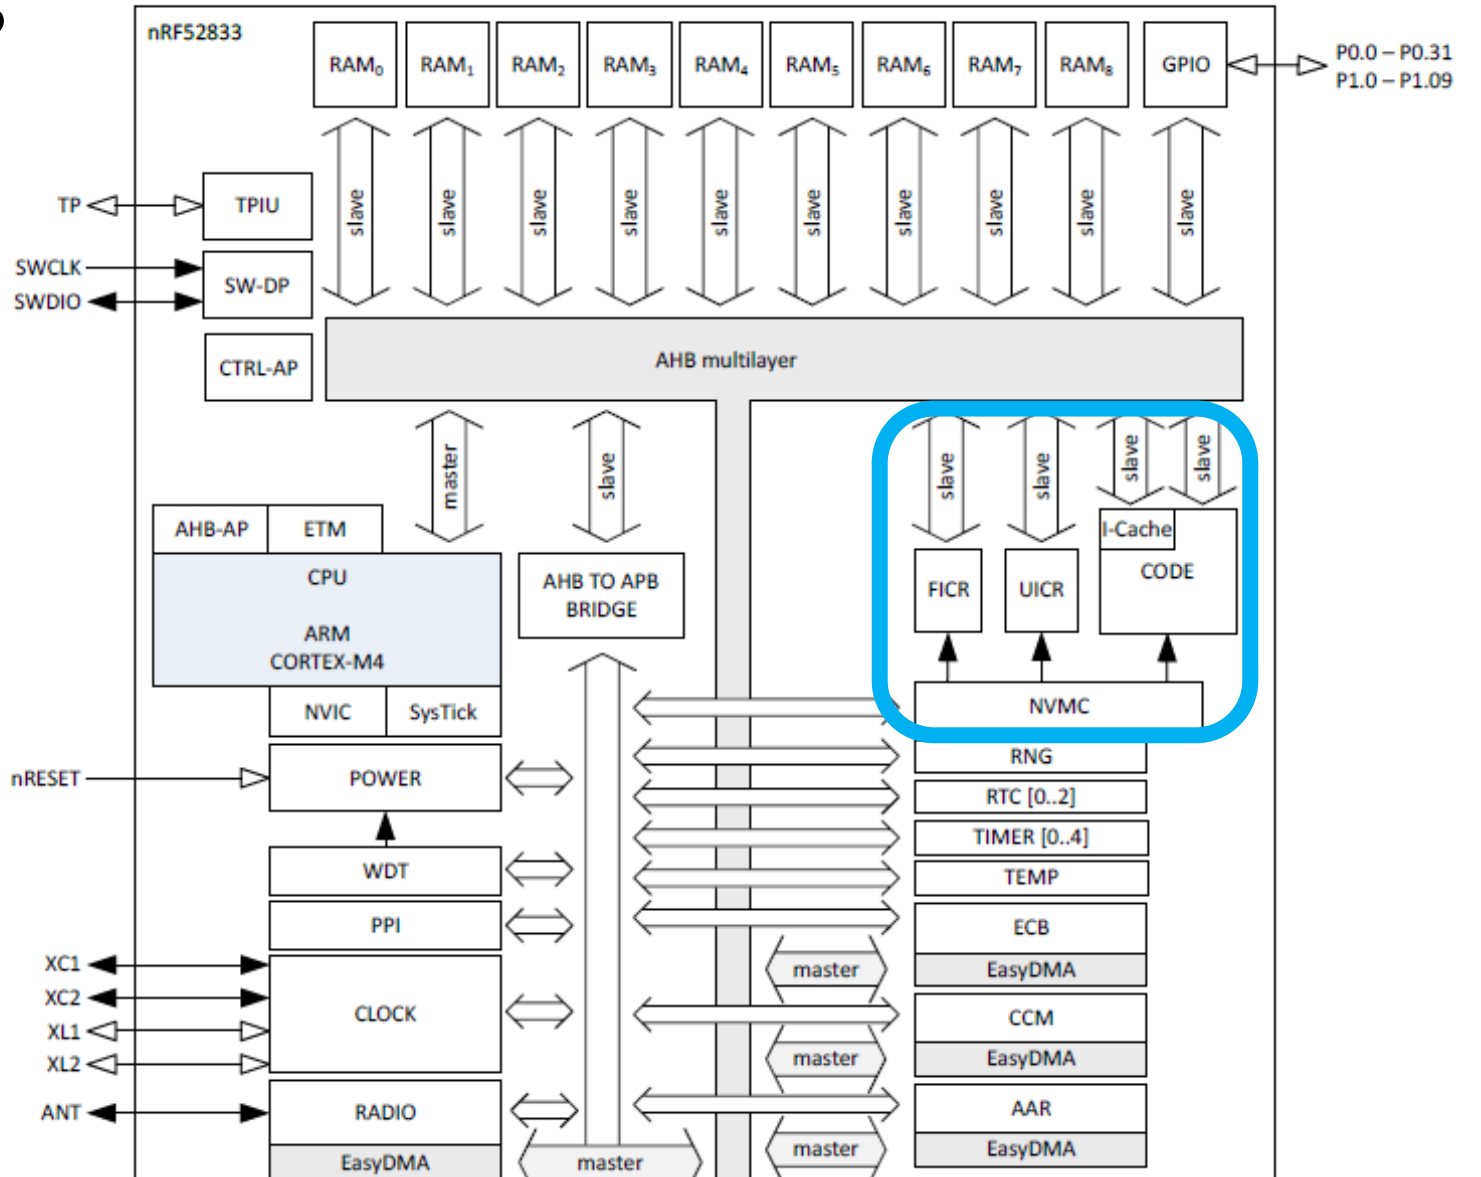 nRF52833
RAM0 RAM1 RAM2 RAM3 RAM4 RAM5 RAM6 RAM7 RAM8 GPIO
P0.0 – P0.31
P1.0 – P1.09
slave slave slave slave slave slave slave slave slave slave
TP
TPIU
SWCLK
SWDIO
SW-DP
CTRL-AP
AHB multilayer
master
slave
slave
slave
slave
slave
AHB-AP
ETM
CPU
ARM
CORTEX-M4
NVIC
SysTick
AHB TO APB
BRIDGE
FICR
UICR
I-Cache
CODE
NVMC
nRESET
POWER
RNG
RTC [0..2]
TIMER [0..4]
WDT
TEMP
PPI
ECB
master
EasyDMA
XC1
XC2
XL1
XL2
CLOCK
CCM
master
EasyDMA
ANT
RADIO
AAR
master
EasyDMA
EasyDMA
master